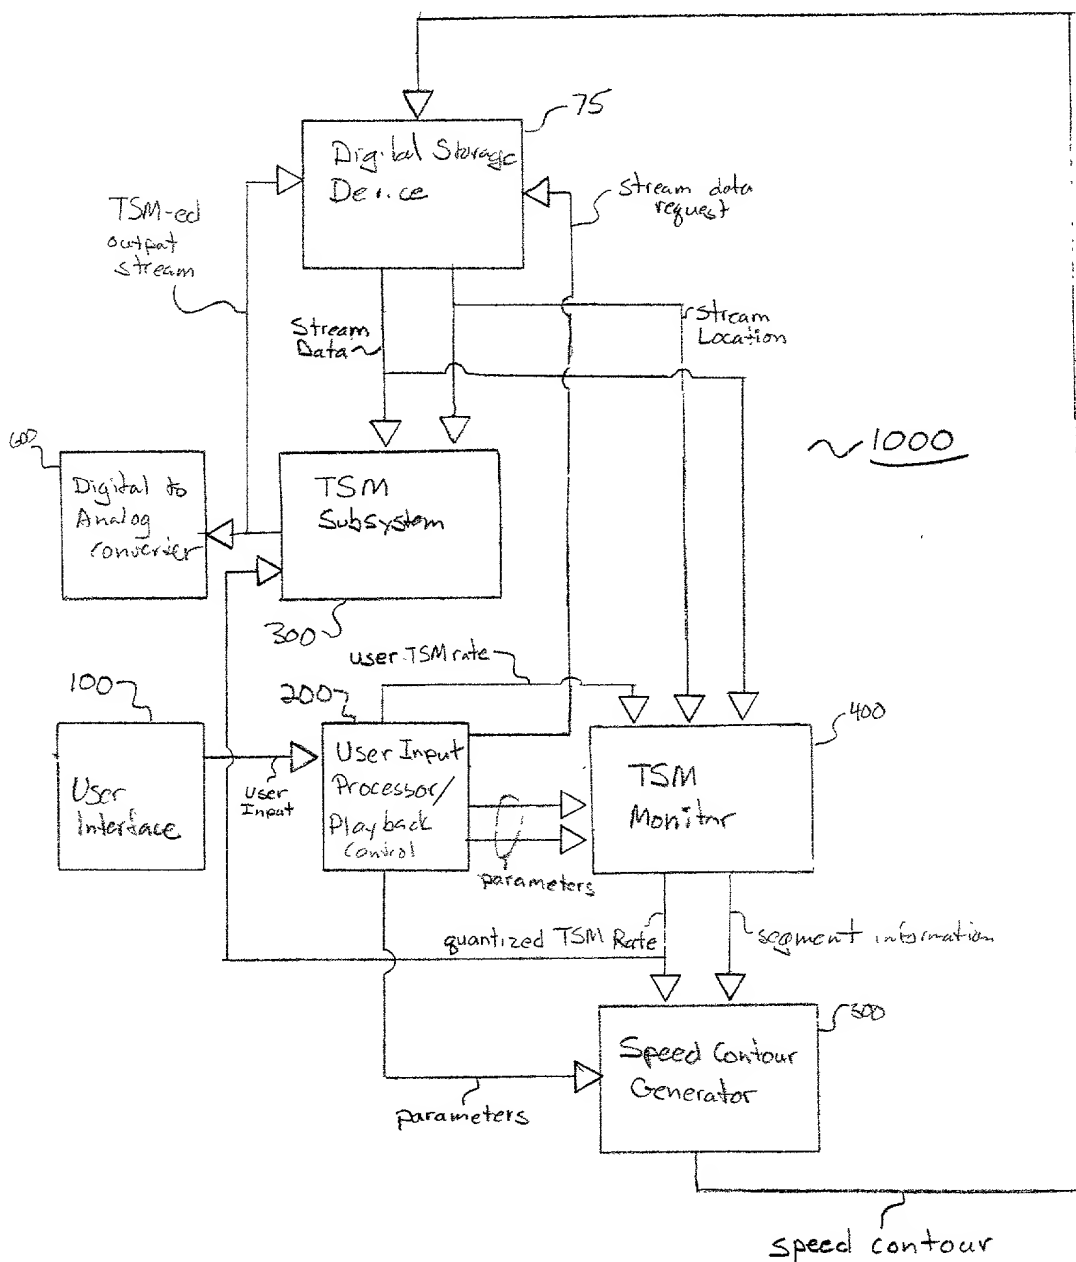 75
Digital Storage
Device
stream data
request
TSM-ed
output
stream
Stream
Data
Stream
Location
1000
600
Digital to
Analog
Converter
TSM
Subsystem
300
user TSM rate
100
200
400
User
Interface
User
Input
User Input
Processor/
Playback
Control
TSM
Monitor
parameters
quantized TSM Rate
segment information
Speed Contour
Generator
parameters
speed contour